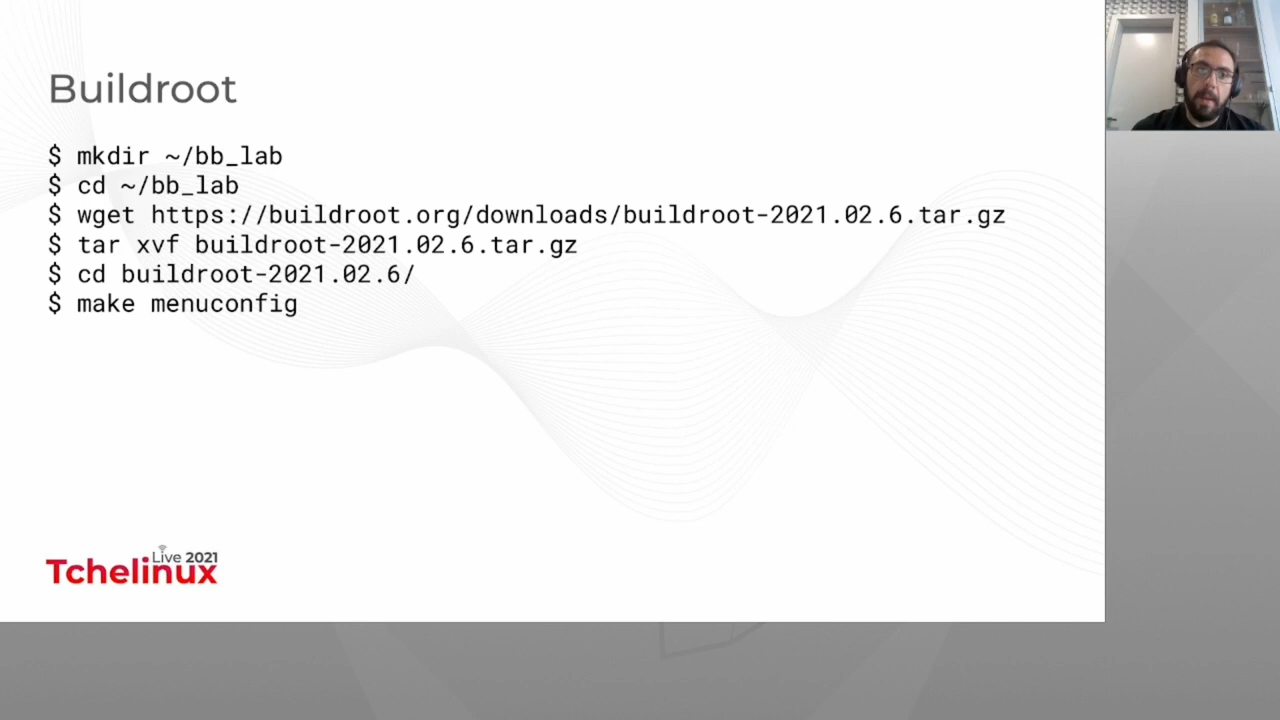 Buildroot
$ mkdir ~/bb_lab
$ cd ~/bb_lab
$ wget https://buildroot.org/downloads/buildroot-2021.02.6.tar.gz
$ tar xvf buildroot-2021.02.6.tar.gz
$ cd buildroot-2021.02.6/
$ make menuconfig
Live 2021
Tchelinux